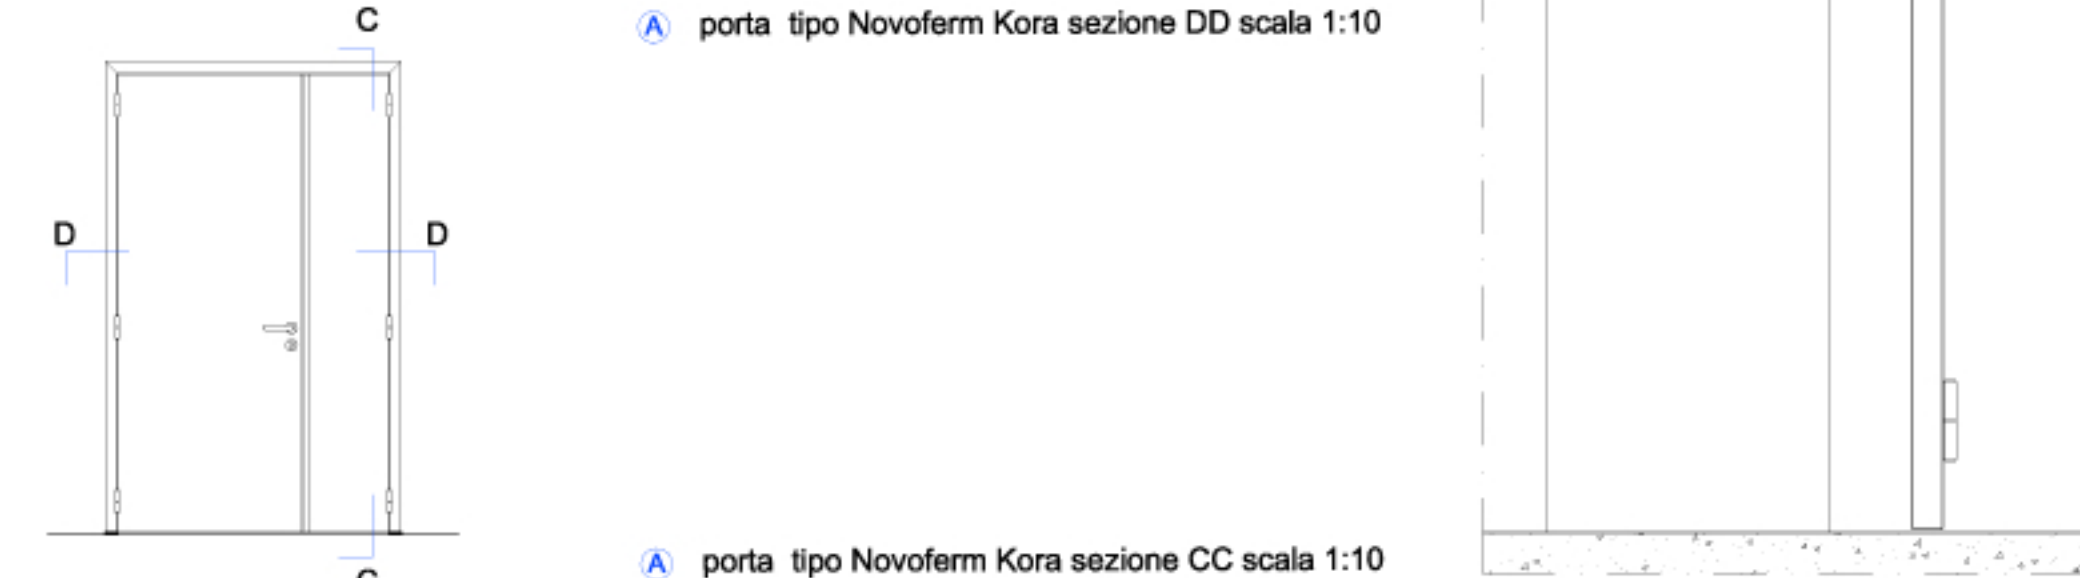 C
A porta tipo Novoferm Kora sezione DD scala 1:10
D D
A porta tipo Novoferm Kora sezione CC scala 1:10